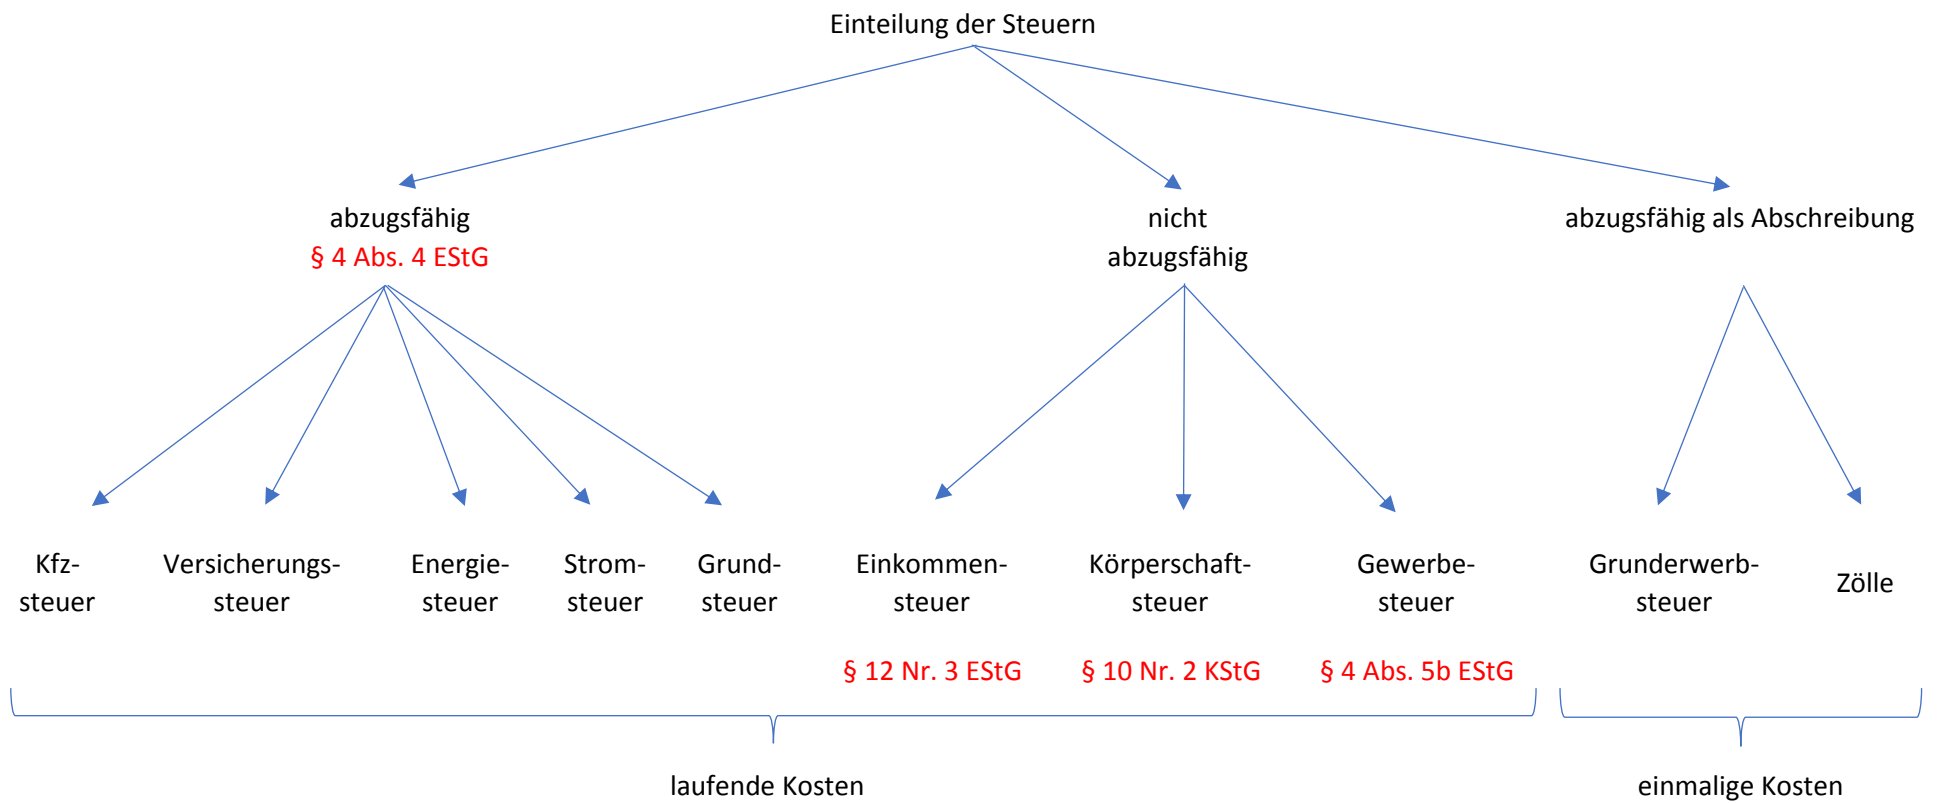 Einteilung der Steuern
abzugsfähig
§ 4 Abs. 4 EStG
nicht
abzugsfähig
abzugsfähig als Abschreibung
Kfz-
steuer
Versicherungs-
steuer
Energie-
steuer
Strom-
steuer
Grund-
steuer
Einkommen-
steuer
§ 12 Nr. 3 EStG
Körperschaft-
steuer
§ 10 Nr. 2 KStG
Gewerbe-
steuer
§ 4 Abs. 5b EStG
Grunderwerb-
steuer
Zölle
laufende Kosten
einmalige Kosten